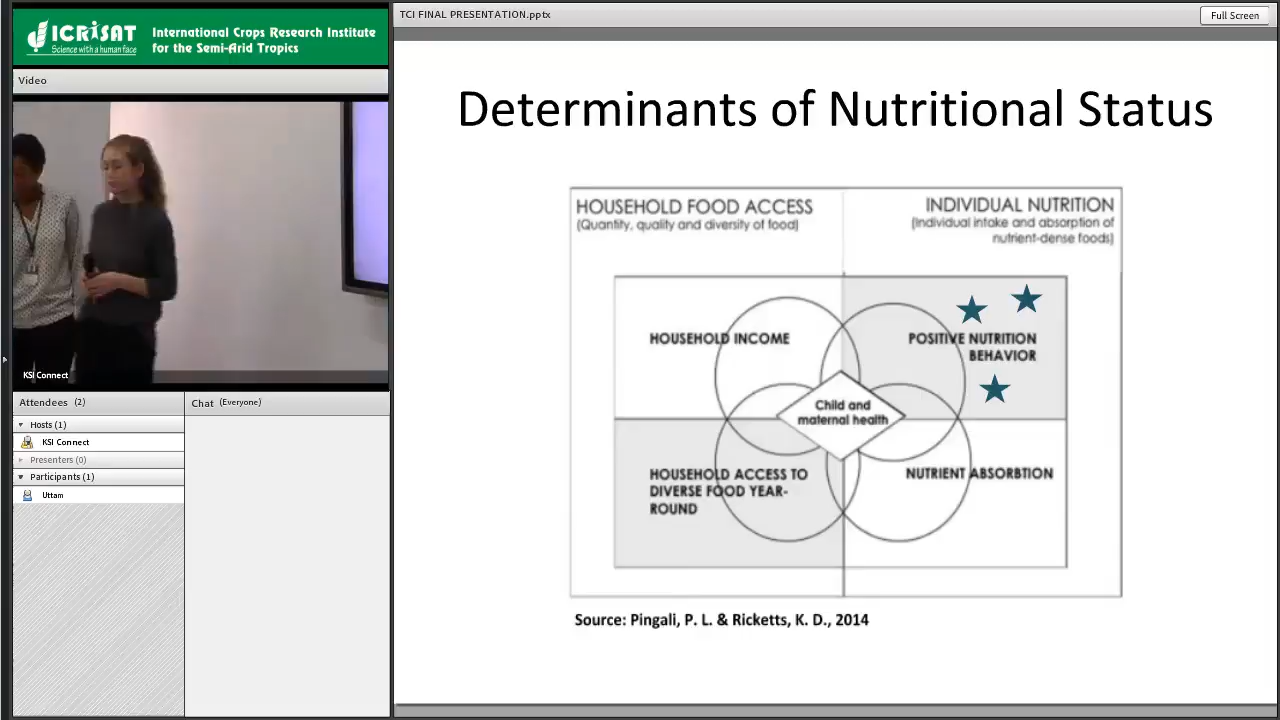 ICRISAT
Science with a human face
International Crops Research Institute
for the Semi-Arid Tropics
Video
KSI Connect
Attendees (2)
Hosts (1)
KSI Connect
Presenters (0)
Participants (1)
Uttam
Chat (Everyone)
TCI FINAL PRESENTATION.pptx
Full Screen
Determinants of Nutritional Status
HOUSEHOLD FOOD ACCESS
(Quantity, quality and diversity of food)
INDIVIDUAL NUTRITION
(Individual intake and absorption of
nutrient-dense foods)
HOUSEHOLD INCOME
POSITIVE NUTRITION
BEHAVIOR
Child and
maternal health
HOUSEHOLD ACCESS TO
DIVERSE FOOD YEAR-
ROUND
NUTRIENT ABSORBTION
Source: Pingali, P. L. & Ricketts, K. D., 2014